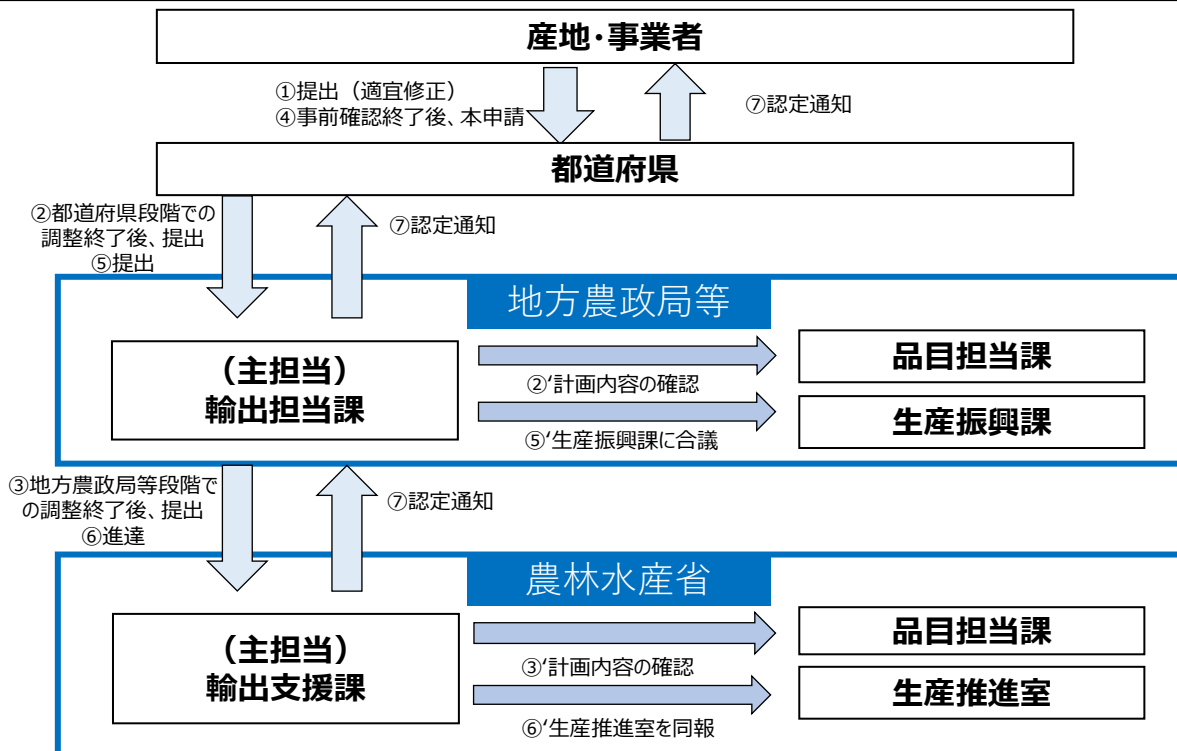 産地・事業者
①提出（適宜修正）
④事前確認終了後、本申請
⑦認定通知
都道府県
②都道府県段階での
調整終了後、提出
⑤提出
⑦認定通知
地方農政局等
（主担当）
輸出担当課
②‘計画内容の確認
⑤‘生産振興課に合議
品目担当課
生産振興課
③地方農政局等段階で
の調整終了後、提出
⑥進達
⑦認定通知
農林水産省
（主担当）
輸出支援課
③‘計画内容の確認
⑥‘生産推進室を同報
品目担当課
生産推進室